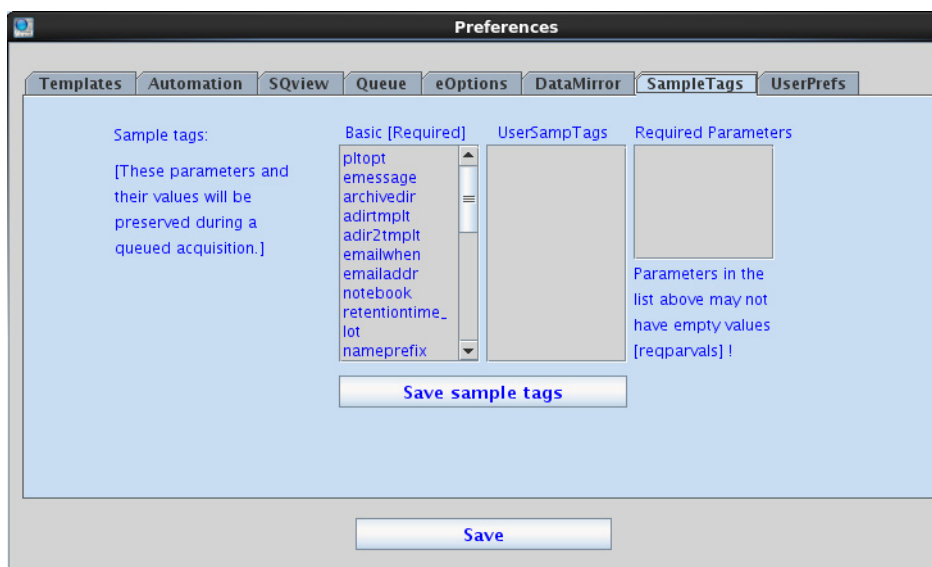 Preferences
Templates Automation SQview Queue eOptions DataMirror SampleTags UserPrefs
Sample tags:
[These parameters and
their values will be
preserved during a
queued acquisition.]
Basic [Required]
pltopt
emessage
archivedir
adirtmplt
adir2tmplt
emailwhen
emailaddr
notebook
retentiontime_
lot
nameprefix
UserSampTags
Required Parameters
Parameters in the
list above may not
have empty values
[reqparvals] !
Save sample tags
Save